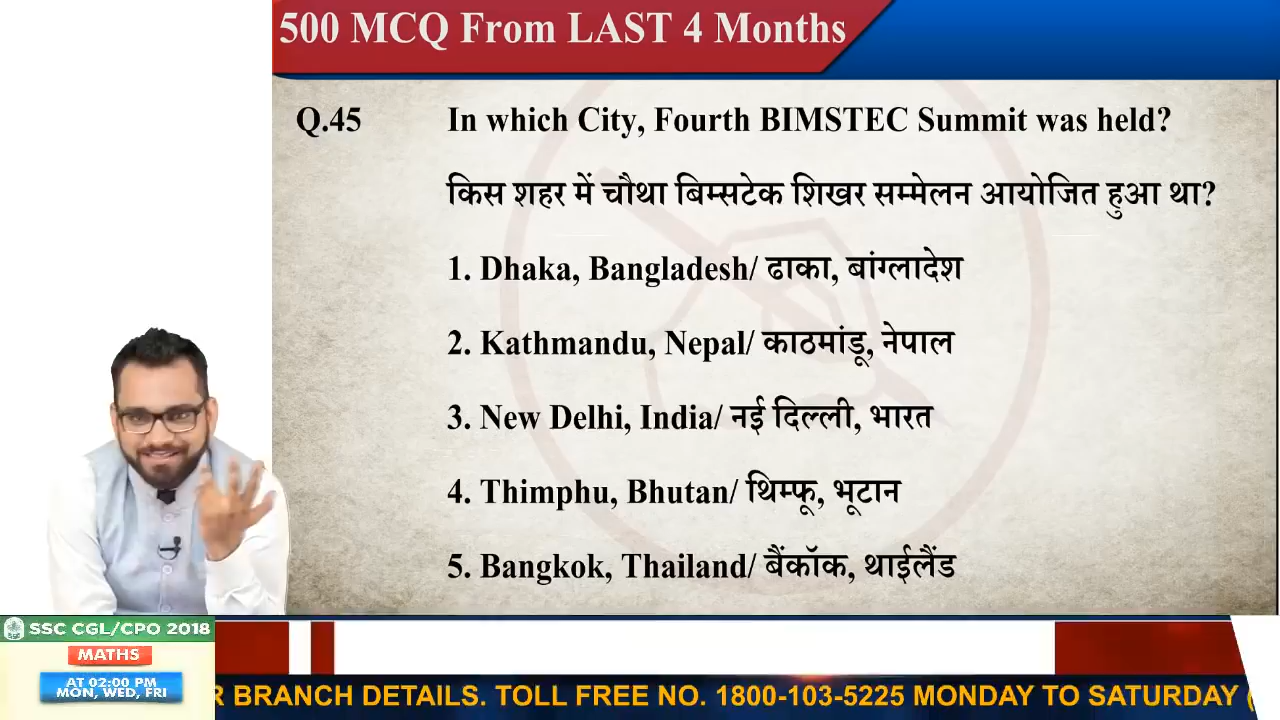 500 MCQ From LAST 4 Months
Q.45 In which City, Fourth BIMSTEC Summit was held?
किस शहर में चौथा बिम्सटेक शिखर सम्मेलन आयोजित हुआ था?
1. Dhaka, Bangladesh/ ढाका, बांग्लादेश
2. Kathmandu, Nepal/ काठमांडू, नेपाल
3. New Delhi, India/ नई दिल्ली, भारत
4. Thimphu, Bhutan/ थिम्फू, भूटान
5. Bangkok, Thailand/ बैंकॉक, थाईलैंड
SSC CGL/CPO 2018
MATHS
AT 02:00 PM
MON, WED, FRI
R BRANCH DETAILS. TOLL FREE NO. 1800-103-5225 MONDAY TO SATURDAY (